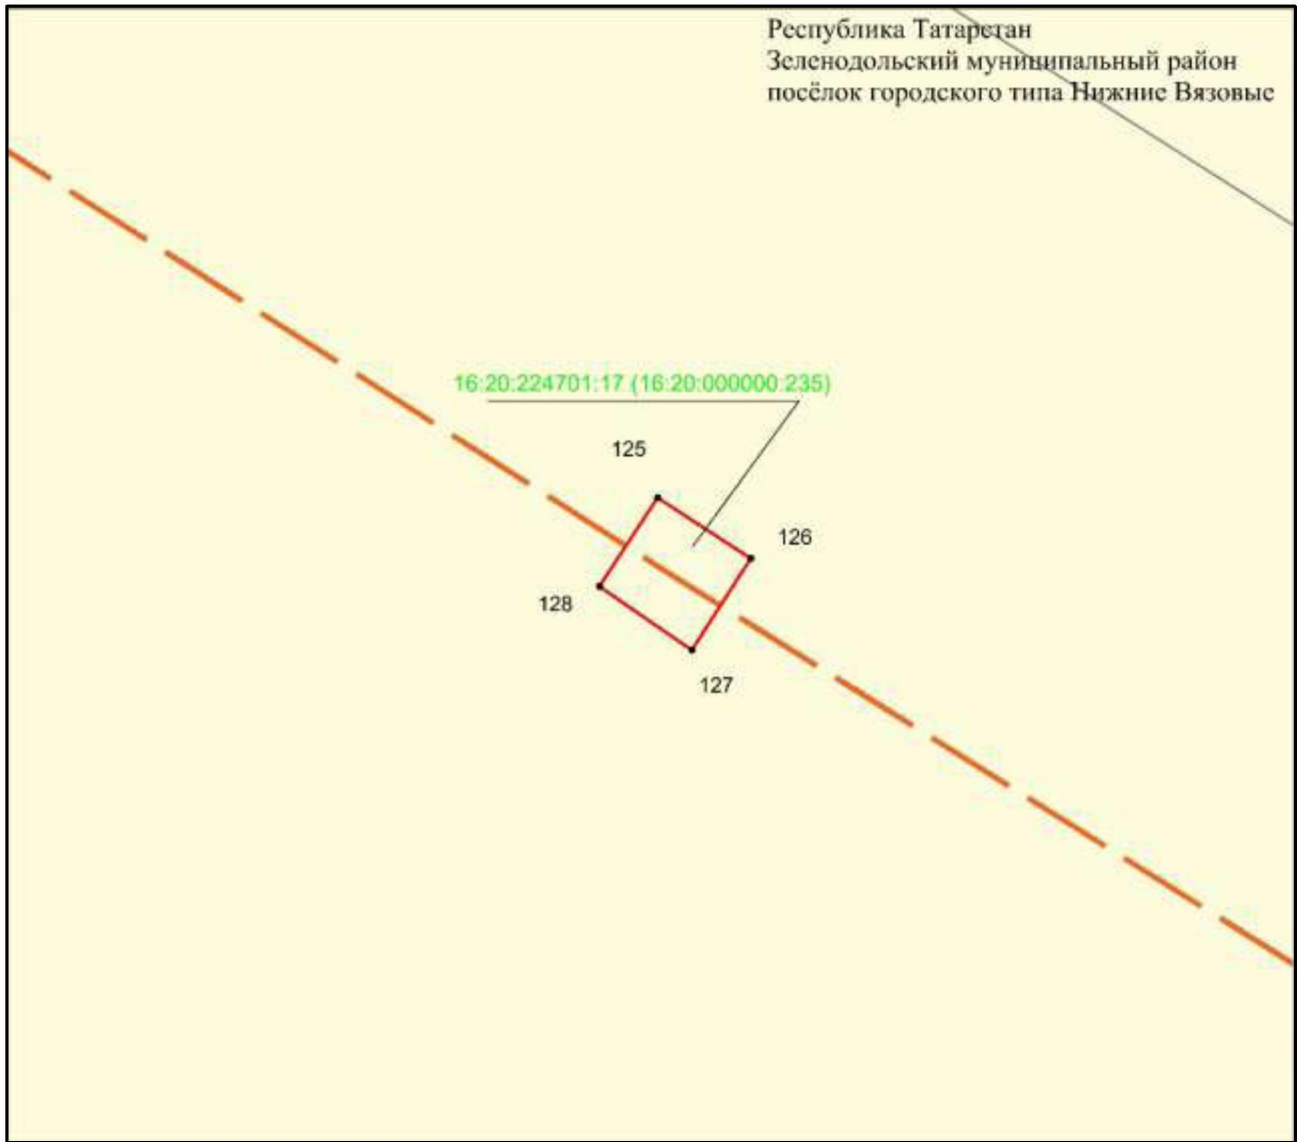 Республика Татарстан
Зеленодольский муниципальный район
посёлок городского типа Нижние Вязовые
16:20:224701:17 (16:20:000000:235)
125
126
128
127